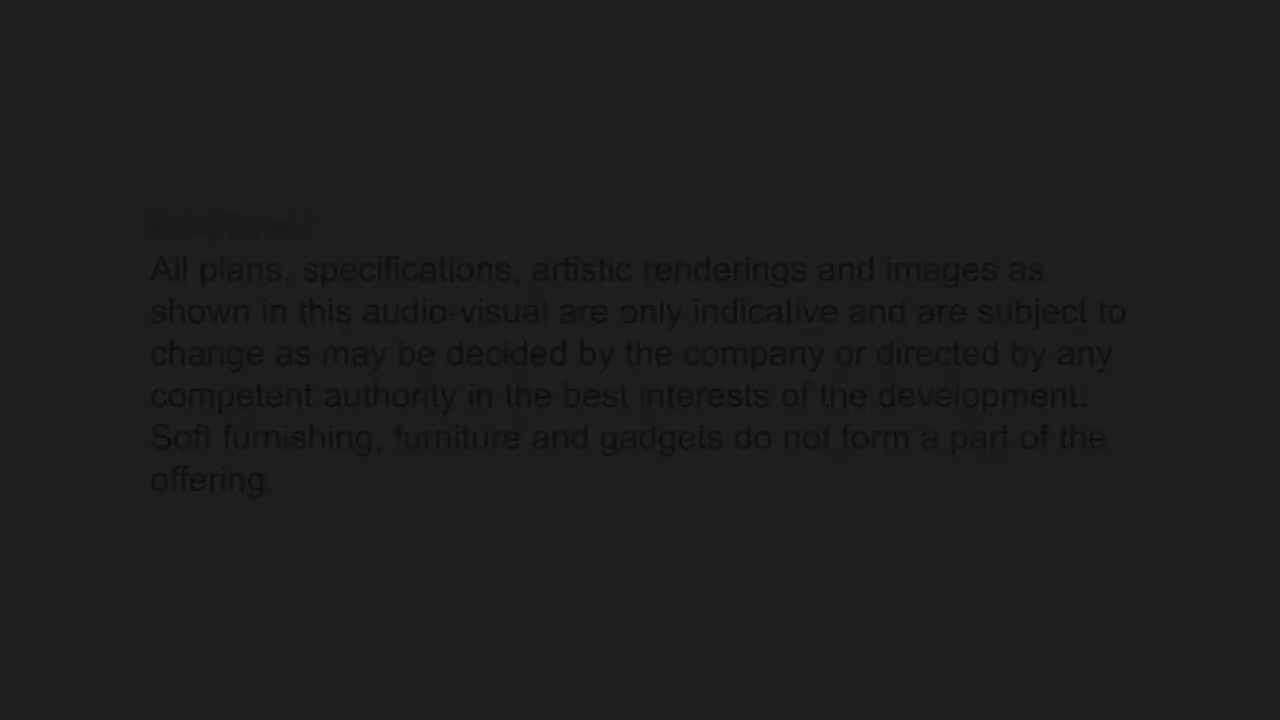 Disclaimer
All plans, specifications, artistic renderings and images as
shown in this audio-visual are only indicative and are subject to
change as may be decided by the company or directed by any
competent authority in the best interests of the development.
Soft furnishing, furniture and gadgets do not form a part of the
offering.